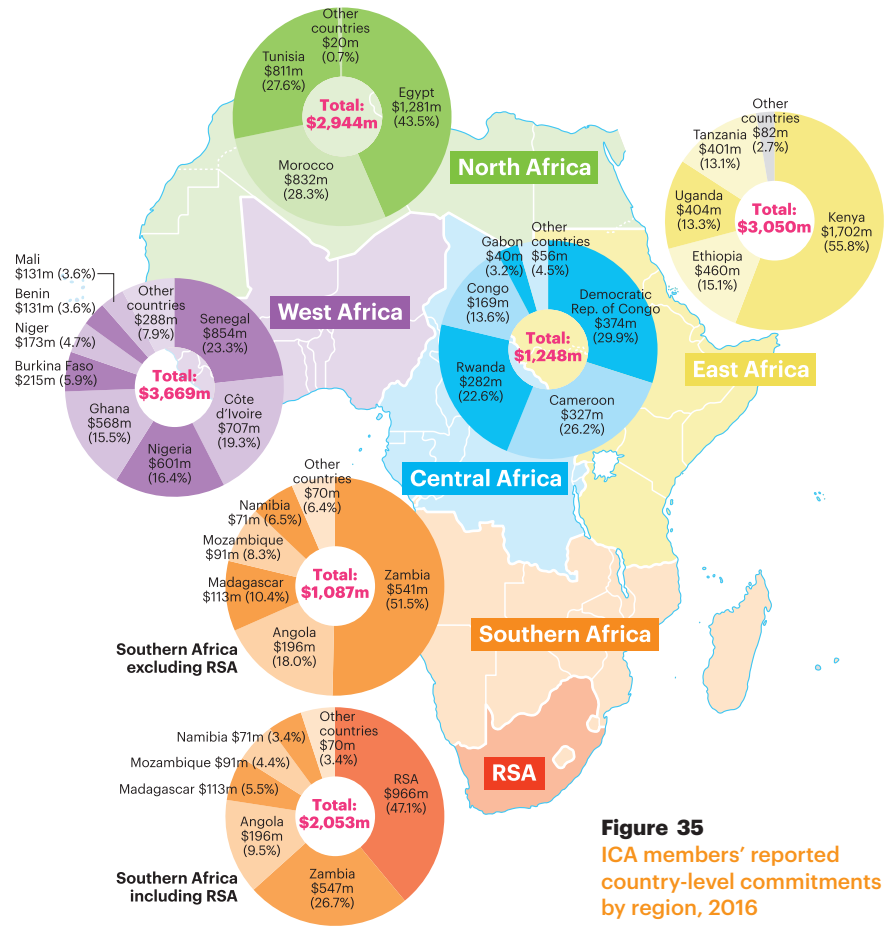 Other
countries
$20m
(0.7%)
Tunisia
$811m
(27.6%)
Egypt
$1,281m
(43.5%)
Morocco
$832m
(28.3%)
Total:
$2,944m
North Africa
Other
countries
$82m
(2.7%)
Tanzania
$401m
(13.1%)
Uganda
$404m
(13.3%)
Ethiopia
$460m
(15.1%)
Kenya
$1,702m
(55.8%)
Total:
$3,050m
East Africa
Mali
$131m (3.6%)
Benin
$131m (3.6%)
Niger
$173m (4.7%)
Burkina Faso
$215m (5.9%)
Ghana
$568m
(15.5%)
Nigeria
$601m
(16.4%)
Côte
d’Ivoire
$707m
(19.3%)
Senegal
$854m
(23.3%)
Other
countries
$288m
(7.9%)
Total:
$3,669m
West Africa
Gabon
$40m
(3.2%)
Other
countries
$56m
(4.5%)
Congo
$169m
(13.6%)
Democratic
Rep. of Congo
$374m
(29.9%)
Rwanda
$282m
(22.6%)
Cameroon
$327m
(26.2%)
Total:
$1,248m
Central Africa
Other
countries
$70m
(6.4%)
Namibia
$71m (6.5%)
Mozambique
$91m (8.3%)
Madagascar
$113m (10.4%)
Angola
$196m
(18.0%)
Zambia
$541m
(51.5%)
Total:
$1,087m
Southern Africa
excluding RSA
Southern Africa
Other
countries
$70m
(3.4%)
Namibia $71m (3.4%)
Mozambique $91m (4.4%)
Madagascar $113m (5.5%)
Angola
$196m
(9.5%)
Zambia
$547m
(26.7%)
RSA
$966m
(47.1%)
Total:
$2,053m
Southern Africa
including RSA
RSA
Figure 35
ICA members’ reported
country-level commitments
by region, 2016